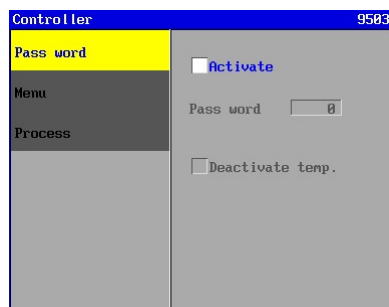 Controller 9503
Pass word
Activate
Menu
Pass word 0
Process
Deactivate temp.